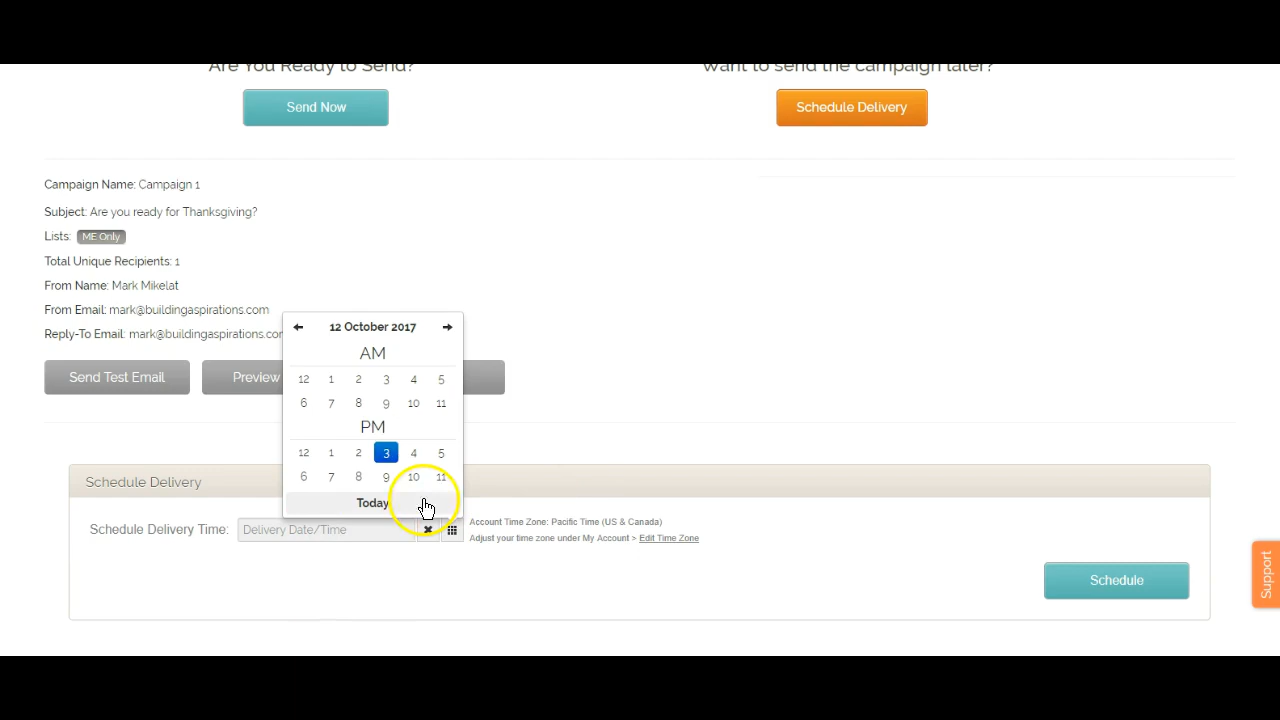 Are You Ready to Send?
Want to send the campaign later?
Send Now
Schedule Delivery
Campaign Name: Campaign 1
Subject: Are you ready for Thanksgiving?
Lists: ME Only
Total Unique Recipients: 1
From Name: Mark Mikelat
From Email: mark@buildingaspirations.com
Reply-To Email: mark@buildingaspirations.com
Send Test Email
Preview
12 October 2017
AM
12 1 2 3 4 5
6 7 8 9 10 11
PM
12 1 2 3 4 5
6 7 8 9 10 11
Today
Schedule Delivery
Schedule Delivery Time: Delivery Date/Time
Account Time Zone: Pacific Time (US & Canada)
Adjust your time zone under My Account > Edit Time Zone
Schedule
Support